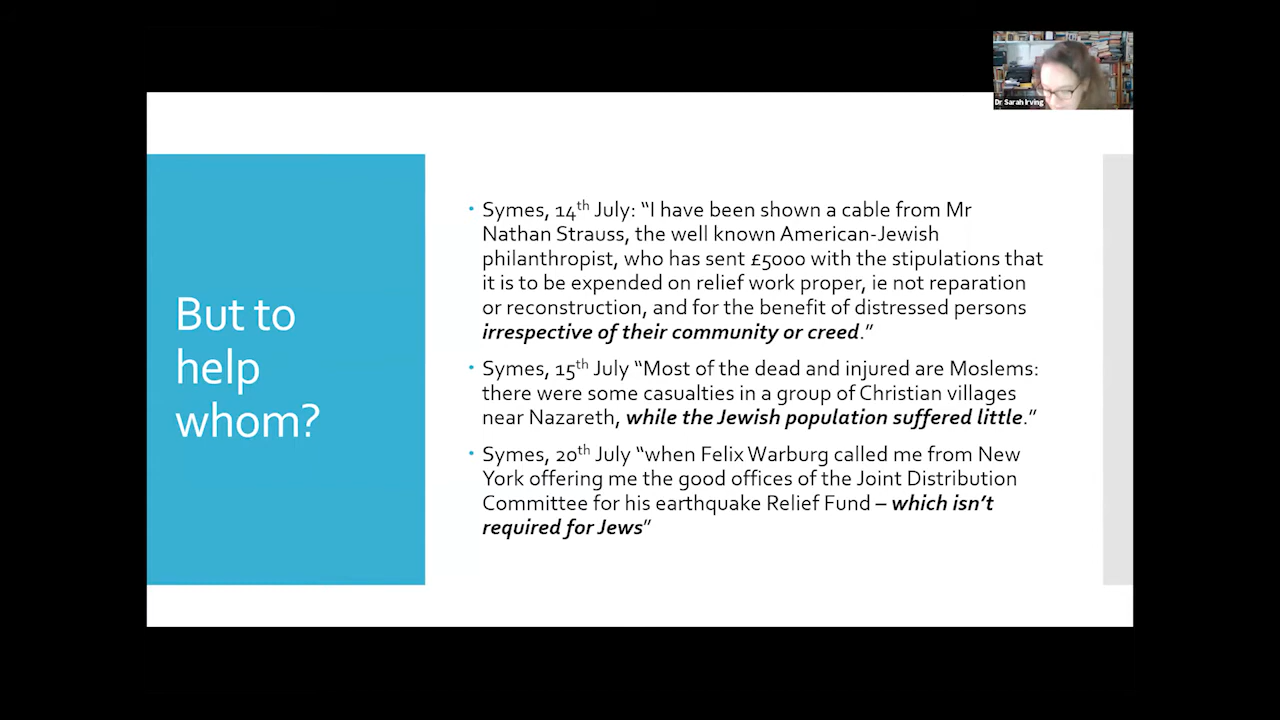 Dr. Sarah Irving
But to
help
whom?
• Symes, 14th July: “I have been shown a cable from Mr
Nathan Strauss, the well known American-Jewish
philanthropist, who has sent £5000 with the stipulations that
it is to be expended on relief work proper, ie not reparation
or reconstruction, and for the benefit of distressed persons
irrespective of their community or creed.”
• Symes, 15th July “Most of the dead and injured are Moslems:
there were some casualties in a group of Christian villages
near Nazareth, while the Jewish population suffered little.”
• Symes, 20th July “when Felix Warburg called me from New
York offering me the good offices of the Joint Distribution
Committee for his earthquake Relief Fund – which isn’t
required for Jews”